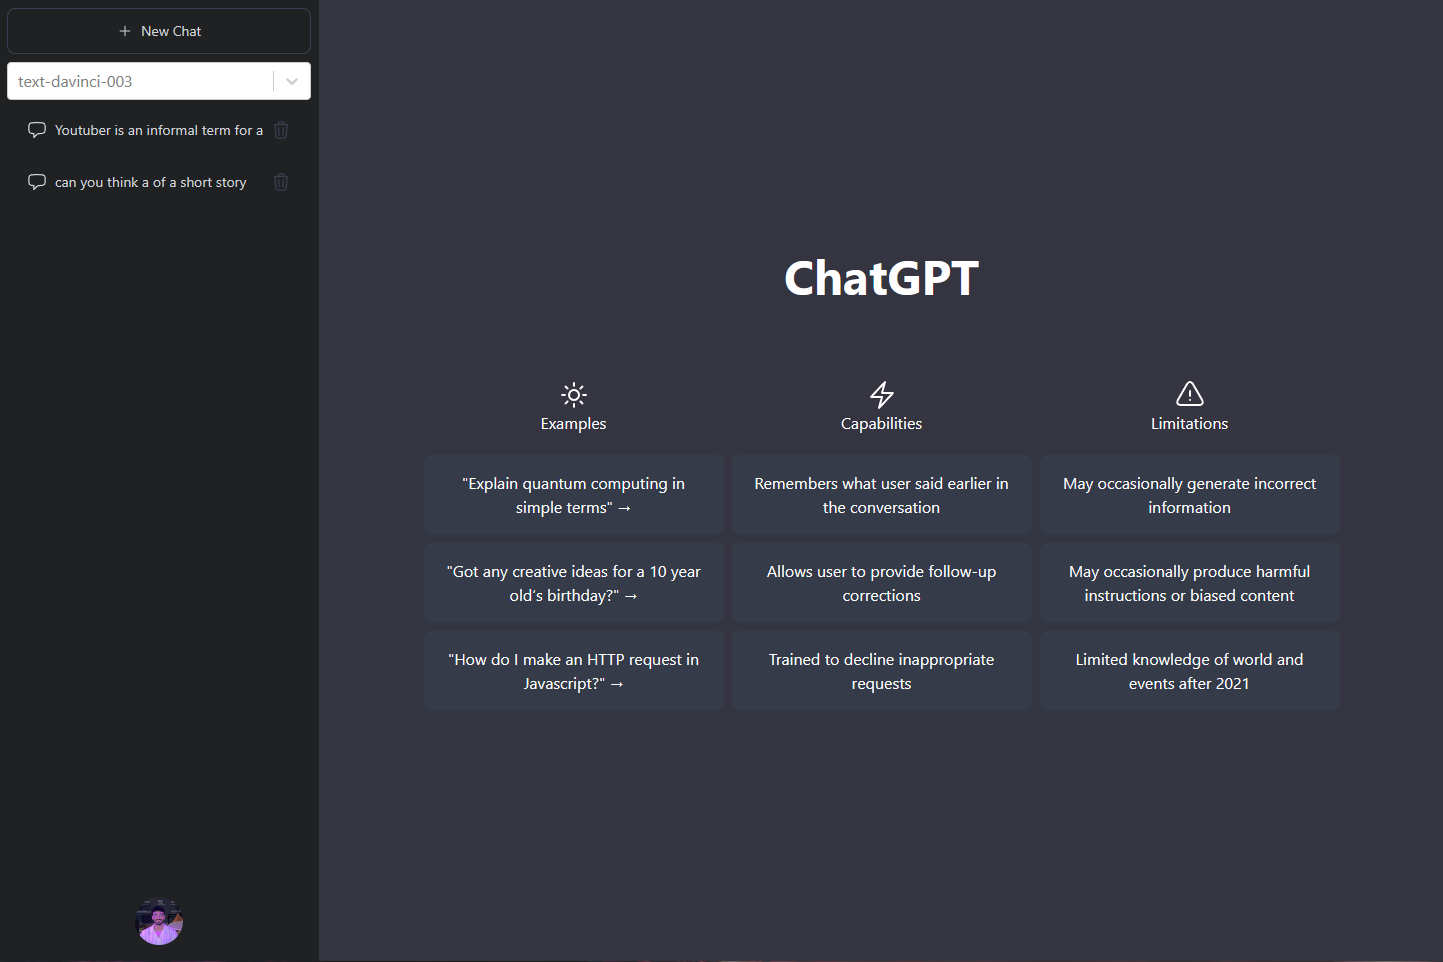 New Chat
text-davinci-003
Youtuber is an informal term for a
can you think a of a short story
ChatGPT
Examples
"Explain quantum computing in
simple terms" →
"Got any creative ideas for a 10 year
old's birthday?" →
"How do I make an HTTP request in
Javascript?" →
Capabilities
Remembers what user said earlier in
the conversation
Allows user to provide follow-up
corrections
Trained to decline inappropriate
requests
Limitations
May occasionally generate incorrect
information
May occasionally produce harmful
instructions or biased content
Limited knowledge of world and
events after 2021